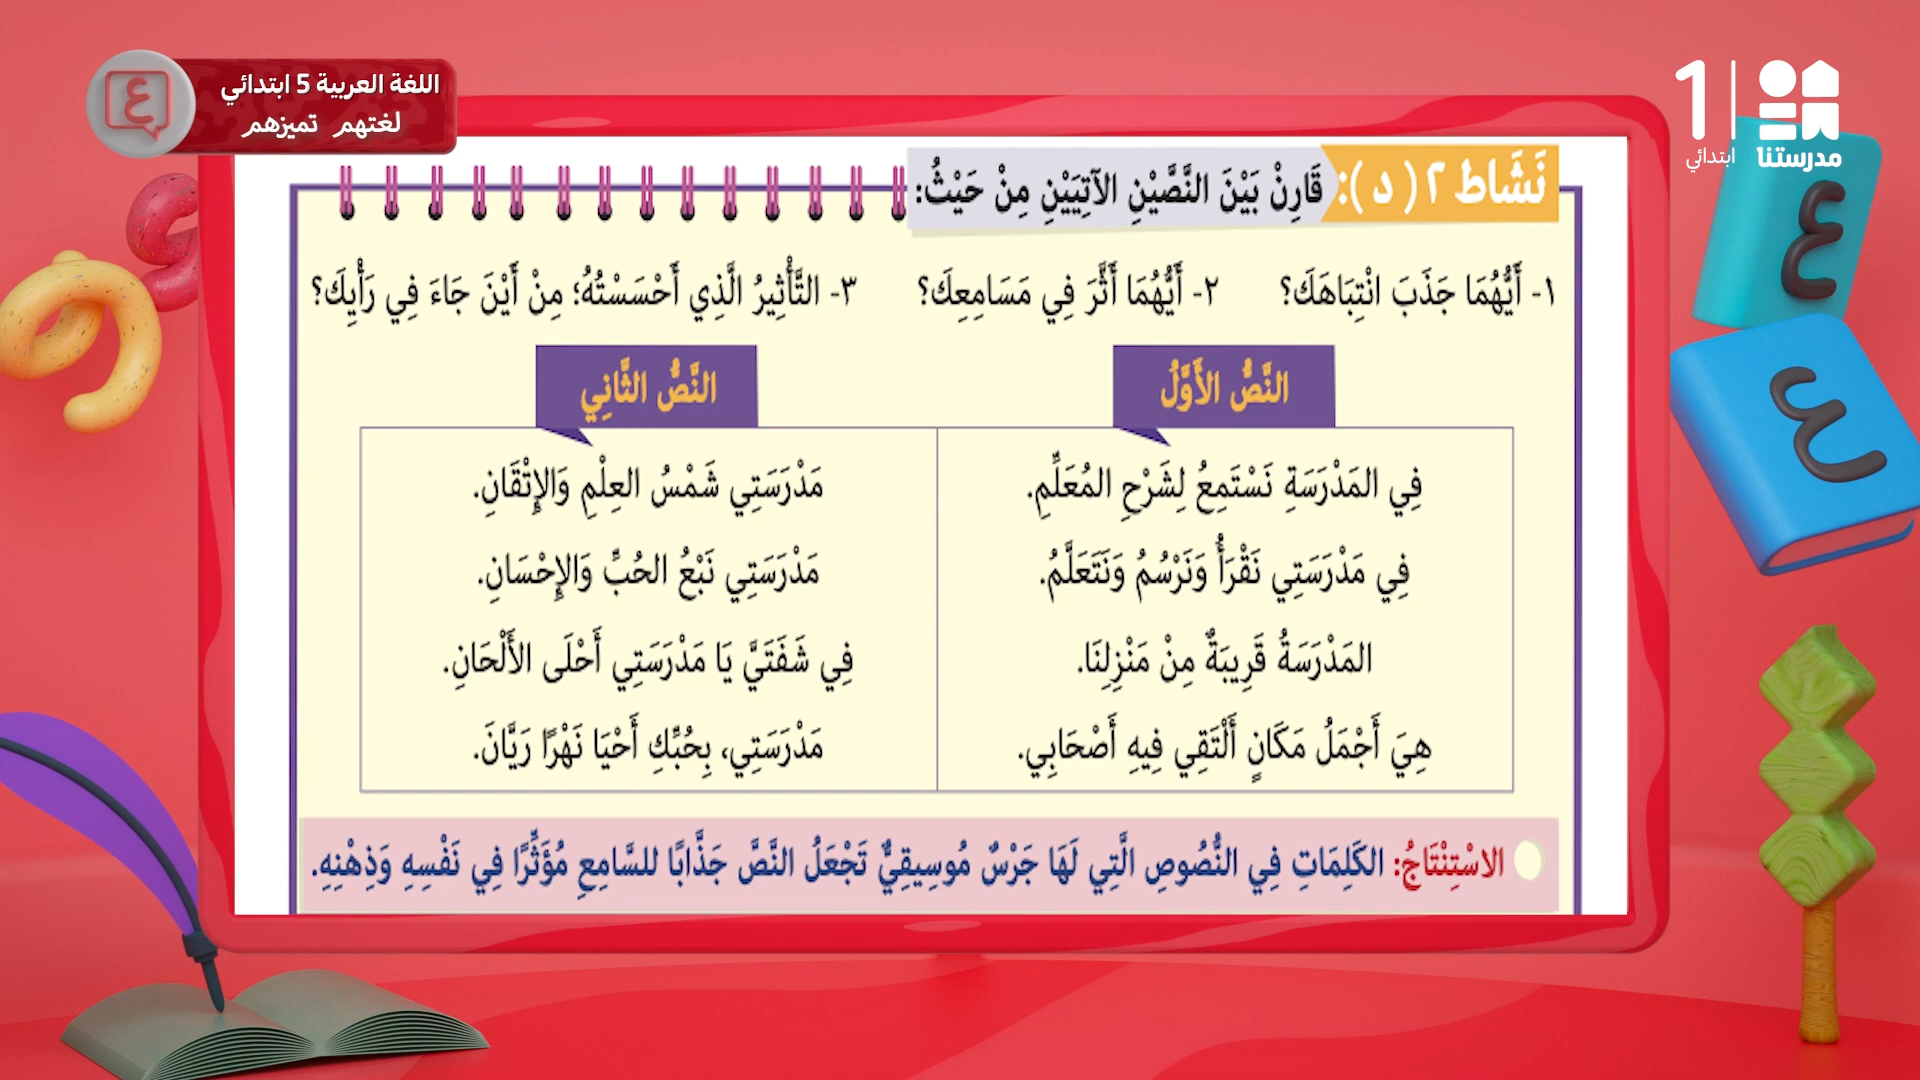 اللغة العربية 5 ابتدائي
لغتهم تميزهم
ع
1 ابتدائي
مدرستنا
نَشَاط ٢ (د): قَارِنْ بَيْنَ النَّصَّيْنِ الآتِيَيْنِ مِنْ حَيْثُ:
١- أَيُّهُمَا جَذَبَ انْتِبَاهَكَ؟ ٢- أَيُّهُمَا أَثَّرَ فِي مَسَامِعِكَ؟ ٣- التَّأْثِيرُ الَّذِي أَحْسَسْتُهُ؛ مِنْ أَيْنَ جَاءَ فِي رَأْيِكَ؟
النَّصُّ الأَوَّلُ
فِي المَدْرَسَةِ نَسْتَمِعُ لِشَرْحِ المُعَلِّمِ.
فِي مَدْرَسَتِي نَقْرَأُ وَنَرْسُمُ وَنَتَعَلَّمُ.
المَدْرَسَةُ قَرِيبَةٌ مِنْ مَنْزِلِنَا.
هِيَ أَجْمَلُ مَكَانٍ أَلْتَقِي فِيهِ أَصْحَابِي.
النَّصُّ الثَّانِي
مَدْرَسَتِي شَمْسُ العِلْمِ وَالإِتْقَانِ.
مَدْرَسَتِي نَبْعُ الحُبِّ وَالإِحْسَانِ.
فِي شَفَتَيَّ يَا مَدْرَسَتِي أَحْلَى الأَلْحَانِ.
مَدْرَسَتِي، بِحُبِّكِ أَحْيَا نَهْرًا رَيَّانَ.
الاسْتِنْتَاجُ: الكَلِمَاتِ فِي النُّصُوصِ الَّتِي لَهَا جَرْسٌ مُوسِيقِيٌّ تَجْعَلُ النَّصَّ جَذَّابًا للسَّامِعِ مُؤَثِّرًا فِي نَفْسِهِ وَذِهْنِهِ.